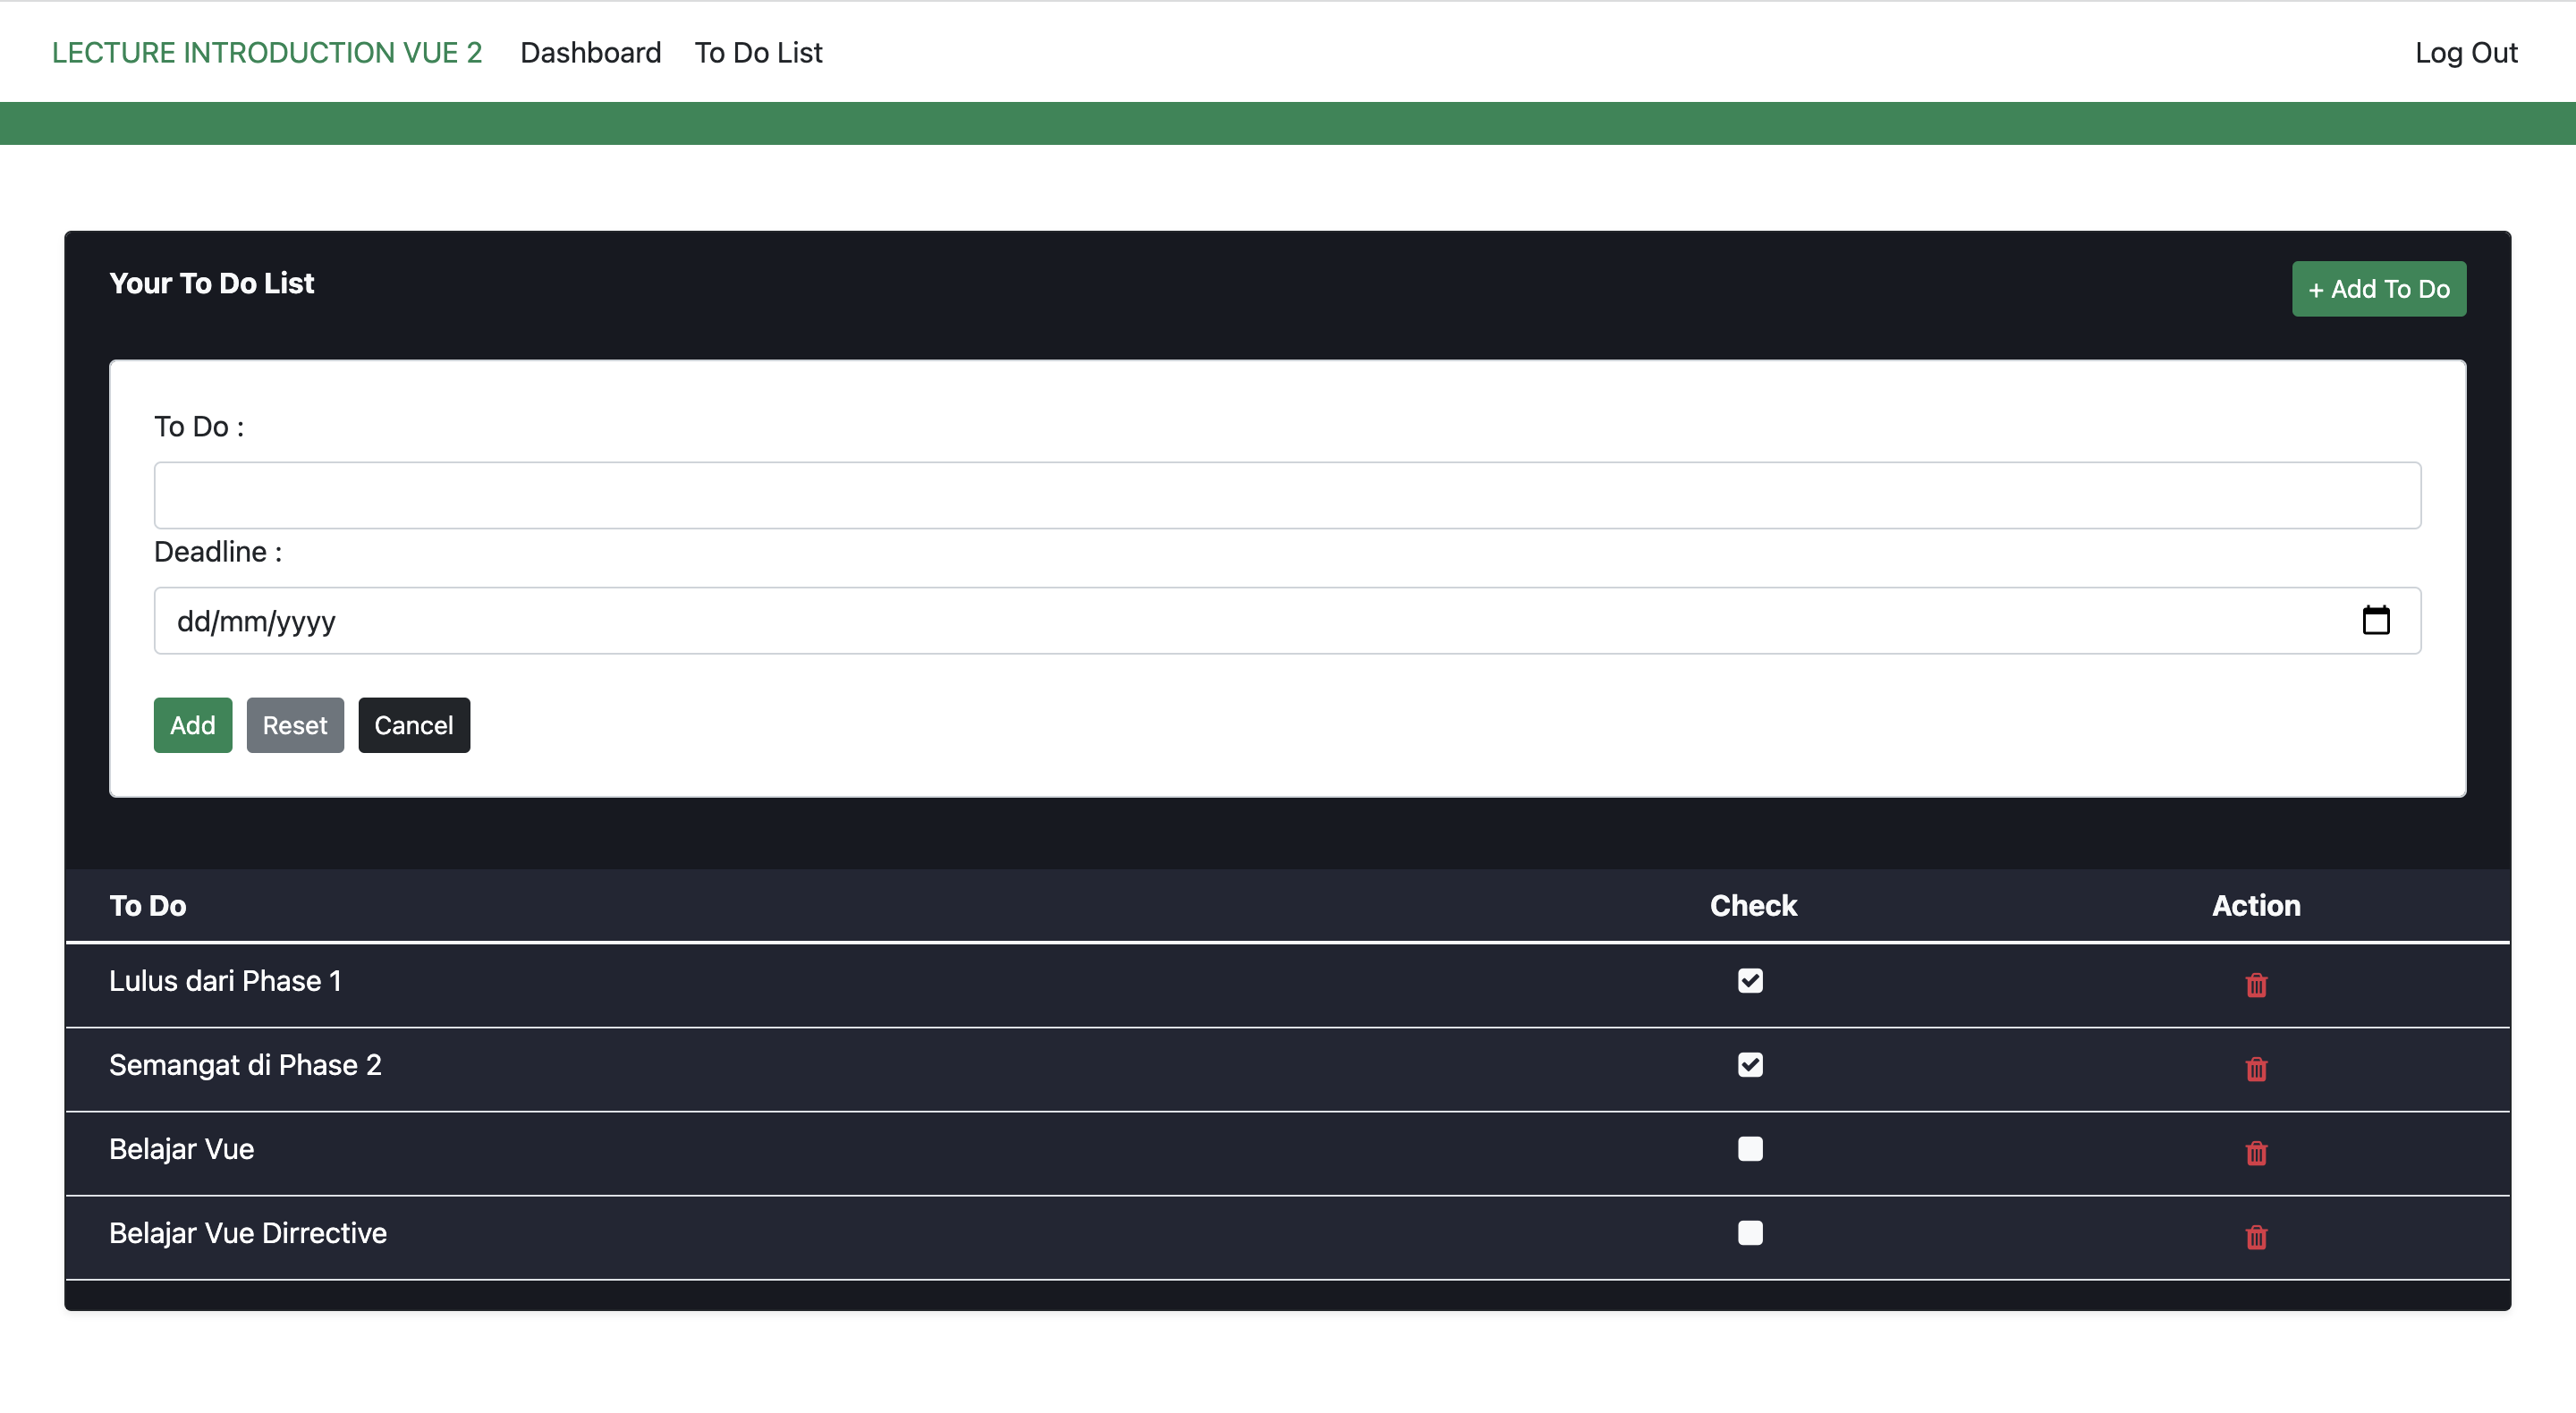 LECTURE INTRODUCTION VUE 2 Dashboard To Do List Log Out
Your To Do List + Add To Do
To Do :
Deadline :
dd/mm/yyyy
Add Reset Cancel
To Do Check Action
Lulus dari Phase 1
Semangat di Phase 2
Belajar Vue
Belajar Vue Dirrective